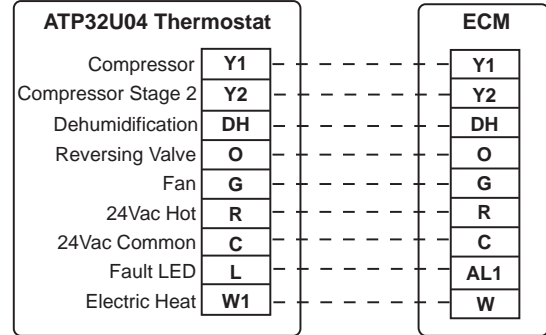 ATP32U04 Thermostat ECM
Compressor Y1 Y1
Compressor Stage 2 Y2 Y2
Dehumidification DH DH
Reversing Valve O O
Fan G G
24Vac Hot R R
24Vac Common C C
Fault LED L AL1
Electric Heat W1 W